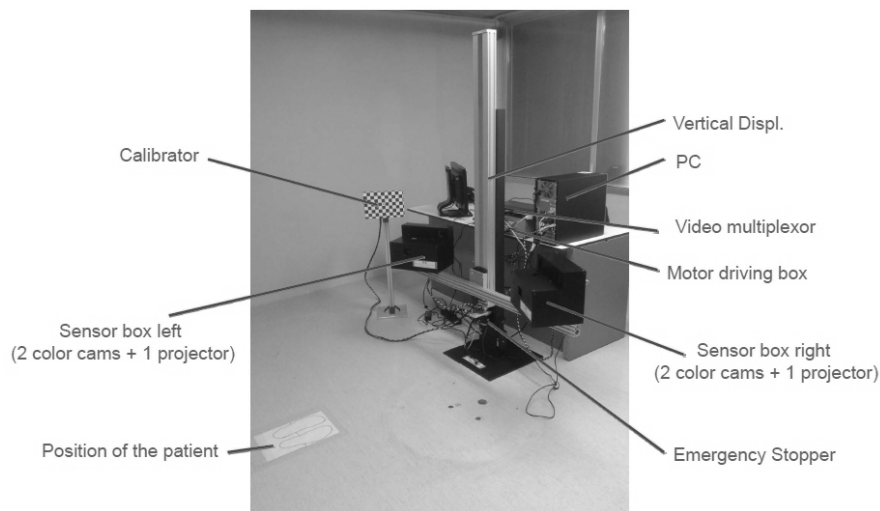 Vertical Displ.
Calibrator
PC
Video multiplexor
Motor driving box
Sensor box left
(2 color cams + 1 projector)
Sensor box right
(2 color cams + 1 projector)
Position of the patient
Emergency Stopper